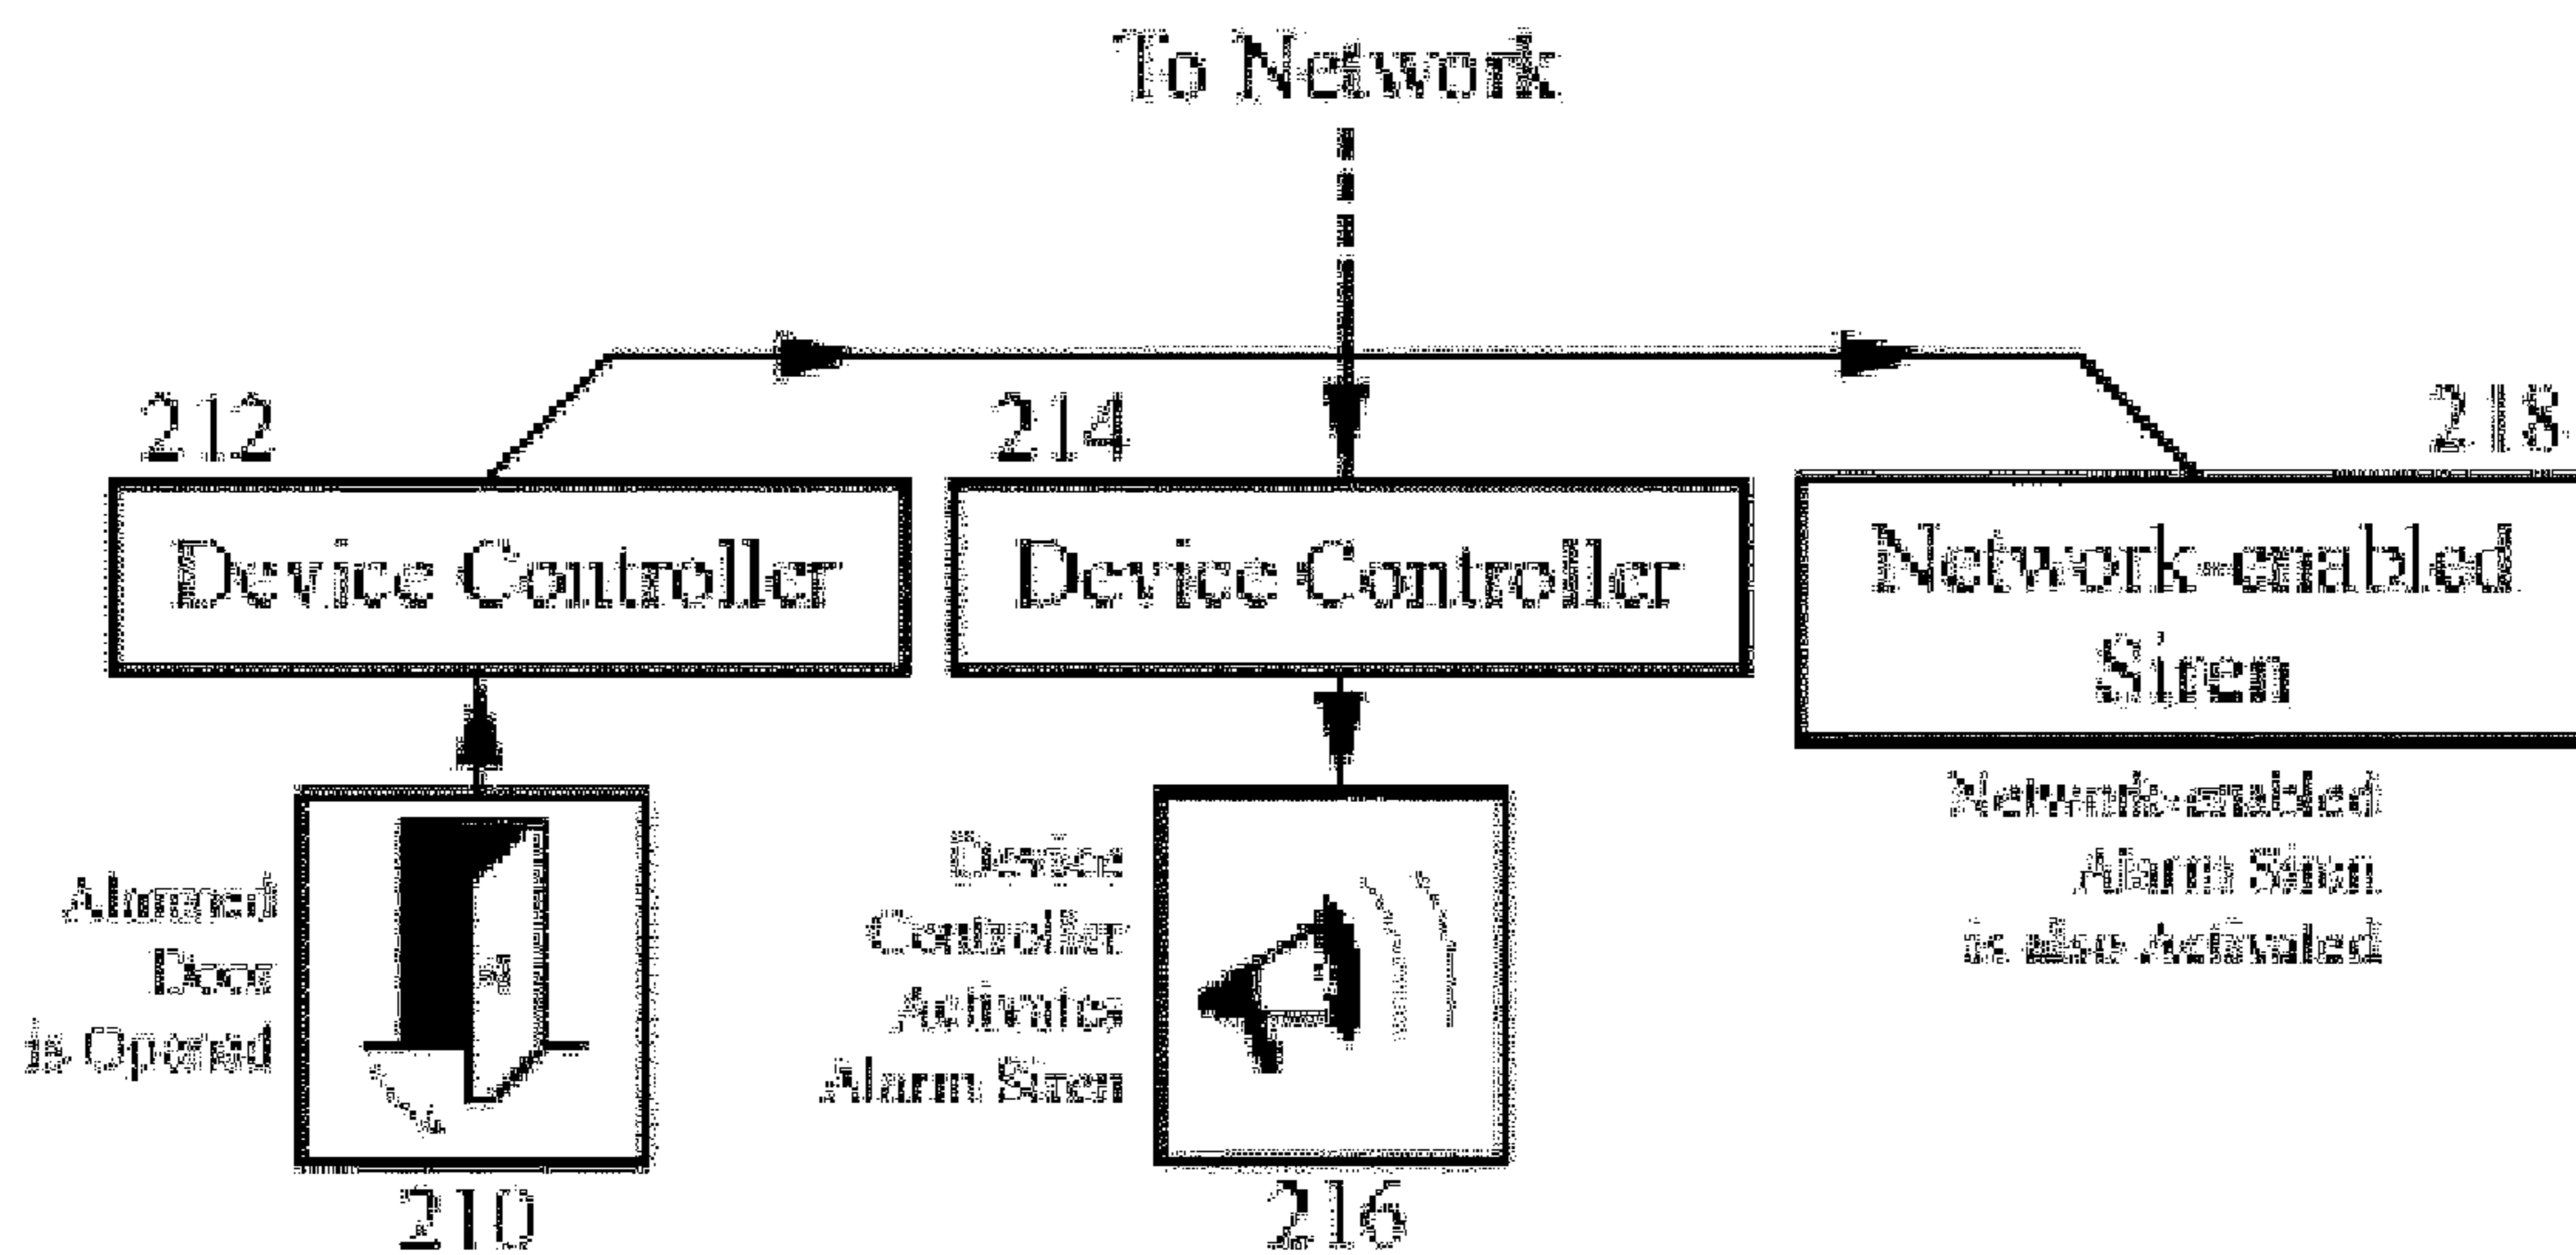 To Network
212
214
218
Device Controller
Device Controller
Network-enabled
Siren
Alarmed
Door
is Opened
Device
Controller
Activates
Alarm Siren
Network-enabled
Alarm Siren
is also Activated
210
216